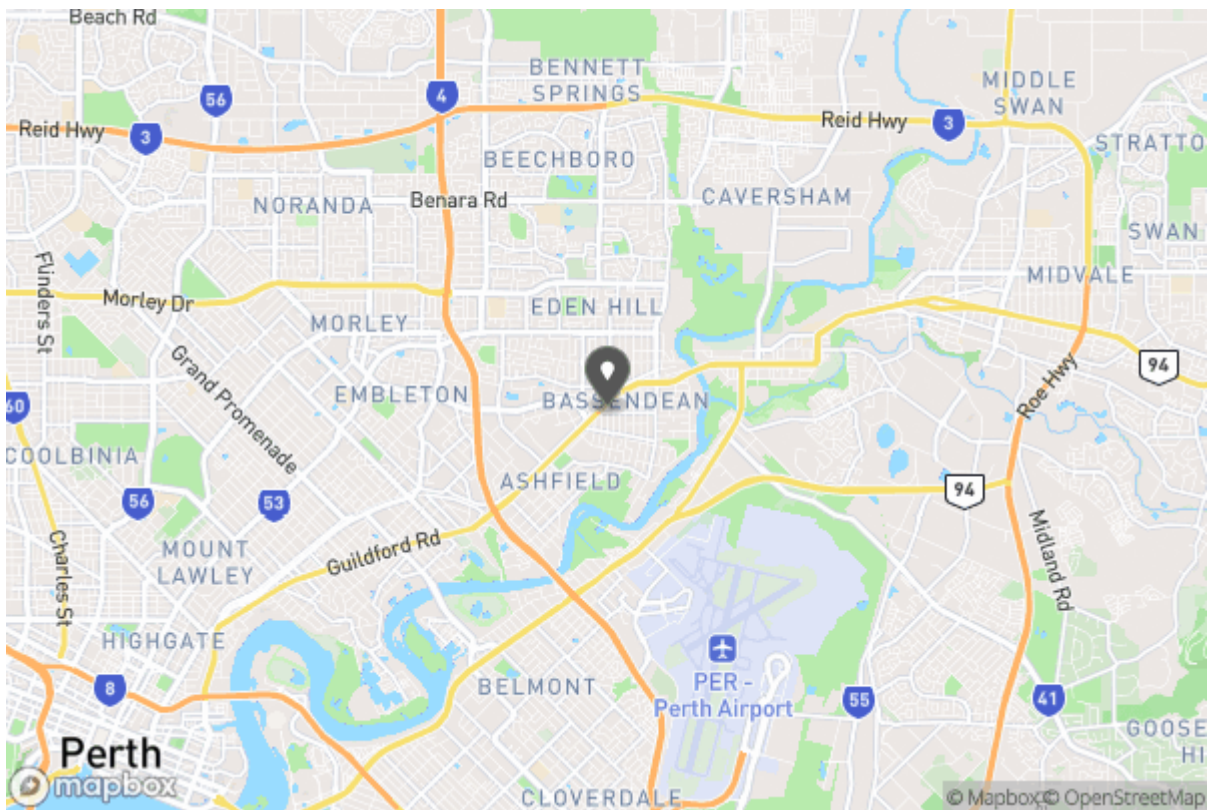 Beach Rd
BENNETT
SPRINGS
MIDDLE
SWAN
56
4
3
Reid Hwy
Reid Hwy
3
STRATTO
BEECHBORO
CAVERSHAM
NORANDA
Benara Rd
SWAN
Flinders St
MIDVALE
Morley Dr
EDEN HILL
MORLEY
Grand Promenade
94
EMBLETON
BASSENDEAN
60
Roe Hwy
COOLBINIA
ASHFIELD
94
56
53
Charles St
MOUNT
LAWLEY
Guildford Rd
Midland Rd
HIGHGATE
8
BELMONT
PER -
Perth Airport
55
41
GOOSE
HI
Perth
mapbox
CLOVERDALE
© Mapbox © OpenStreetMap